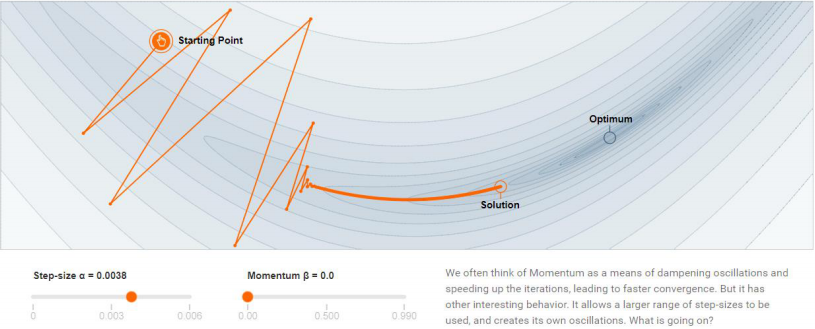 Starting Point
Optimum
Solution
Step-size α = 0.0038
0 0.003 0.006
Momentum β = 0.0
0.00 0.500 0.990
We often think of Momentum as a means of dampening oscillations and
speeding up the iterations, leading to faster convergence. But it has
other interesting behavior. It allows a larger range of step-sizes to be
used, and creates its own oscillations. What is going on?